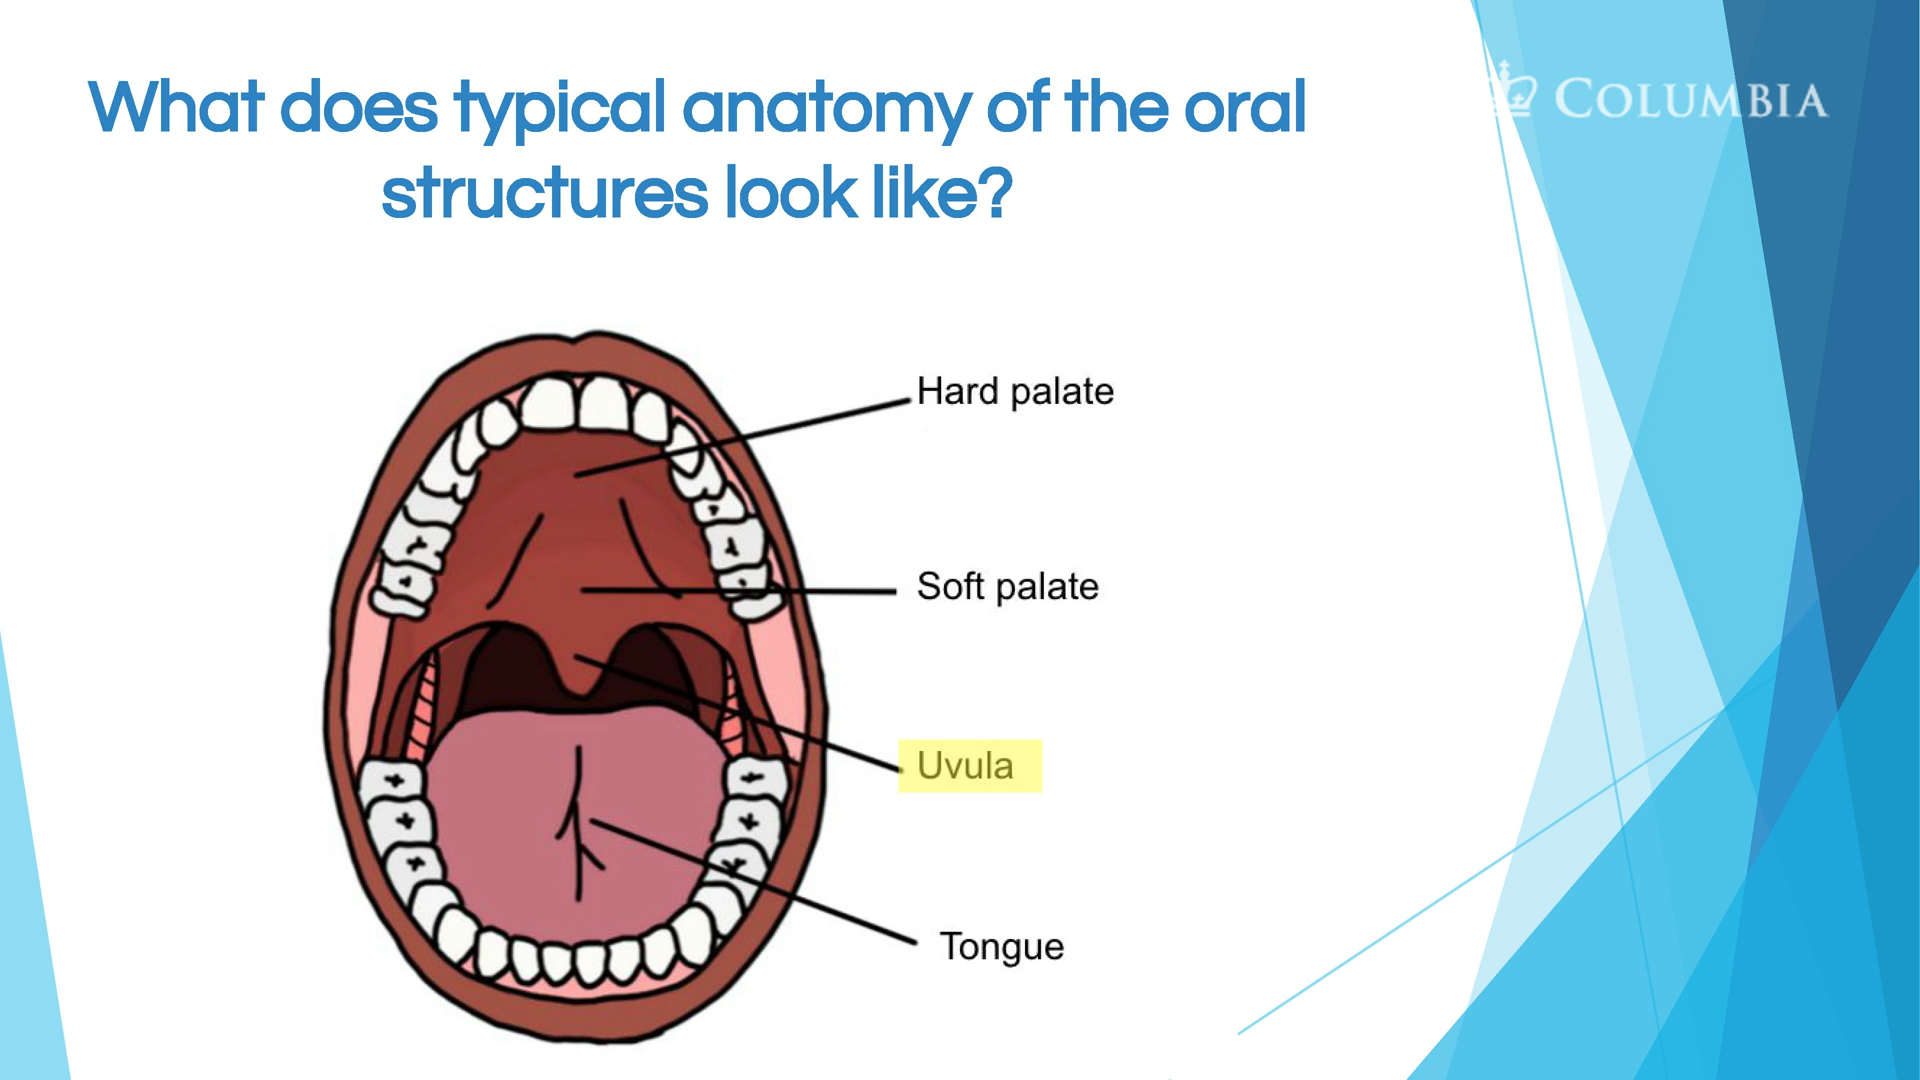 What does typical anatomy of the oral
structures look like?
COLUMBIA
Hard palate
Soft palate
Uvula
Tongue